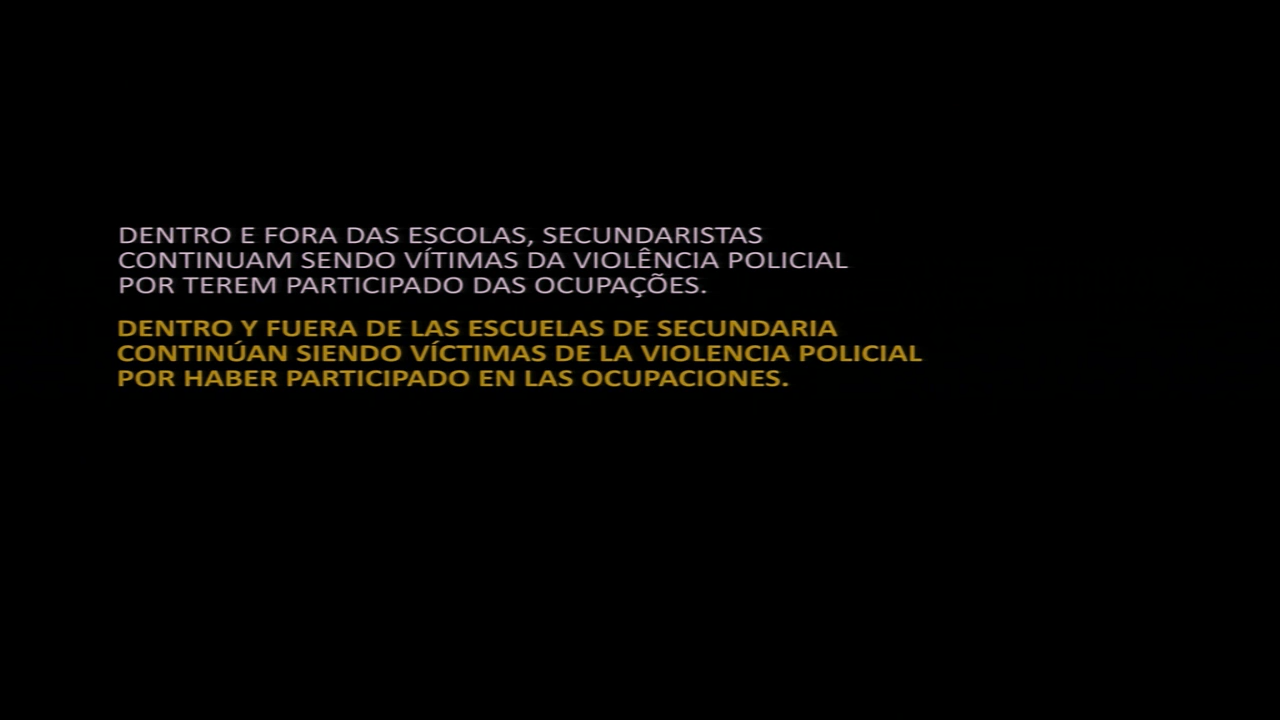 DENTRO E FORA DAS ESCOLAS, SECUNDARISTAS
CONTINUAM SENDO VÍTIMAS DA VIOLÊNCIA POLICIAL
POR TEREM PARTICIPADO DAS OCUPAÇÕES.
DENTRO Y FUERA DE LAS ESCUELAS DE SECUNDARIA
CONTINÚAN SIENDO VÍCTIMAS DE LA VIOLENCIA POLICIAL
POR HABER PARTICIPADO EN LAS OCUPACIONES.